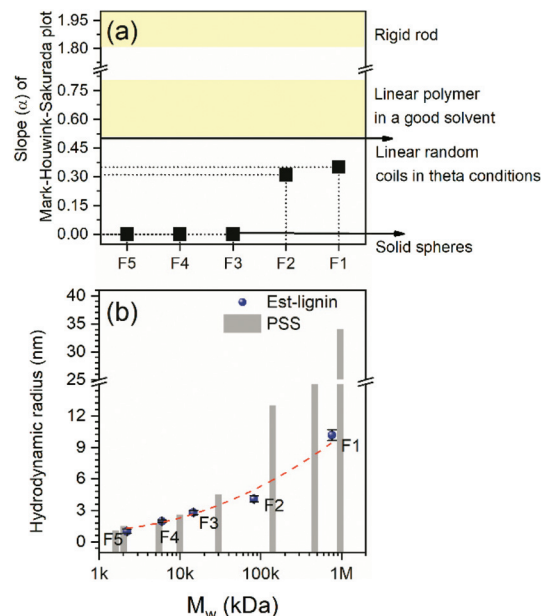 (a)
Slope (α) of
Mark-Houwink-Sakurada plot
1.95
1.80
0.75
0.60
0.45
0.30
0.15
0.00
F5 F4 F3 F2 F1
Rigid rod
Linear polymer
in a good solvent
Linear random
coils in theta conditions
Solid spheres
(b)
Est-lignin
PSS
Hydrodynamic radius (nm)
40
35
30
25
12
9
6
3
0
F5
F4
F3
F2
F1
1k 10k 100k 1M
Mw (kDa)